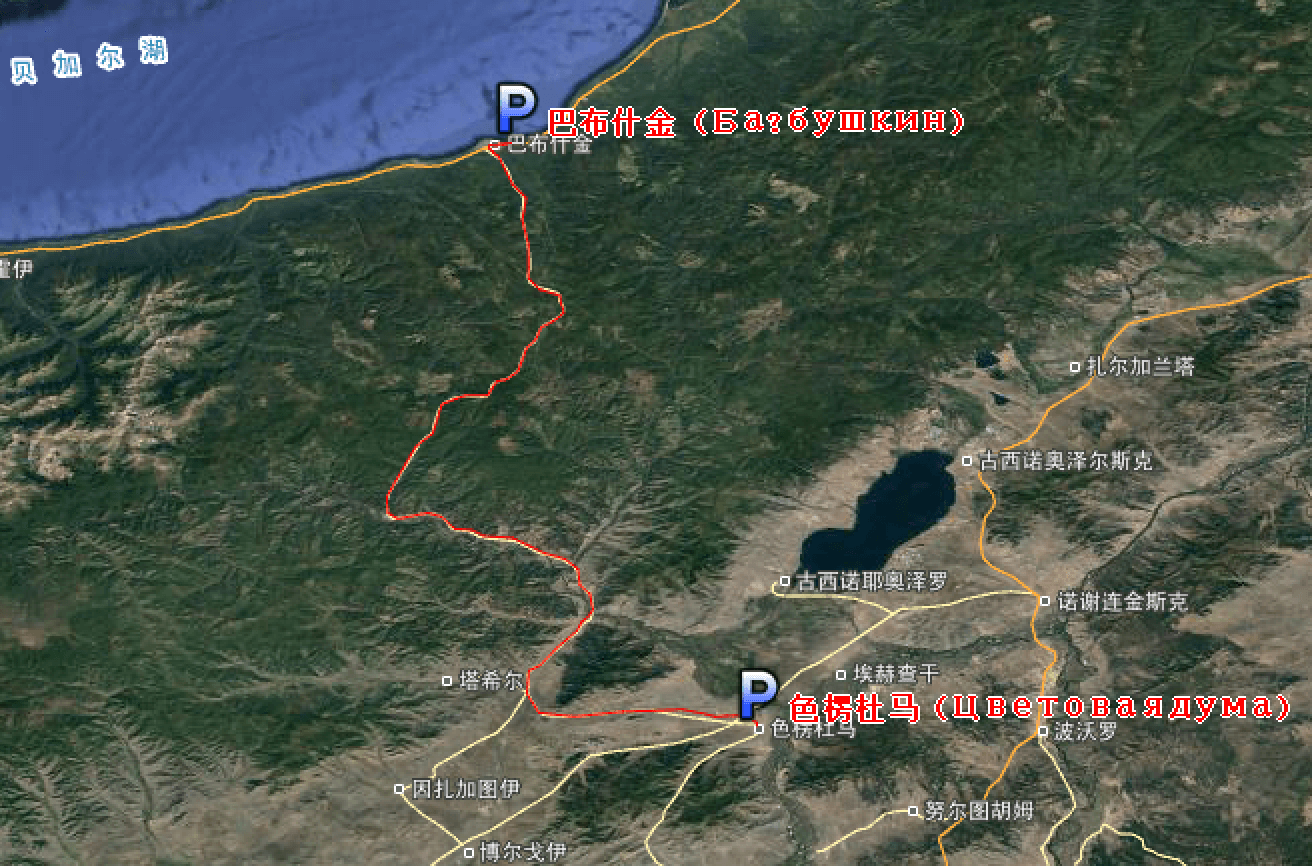 贝加尔湖
P
巴布什金（Ба?бушкин）
巴布什金
霍伊
扎尔加兰塔
古西诺奥泽尔斯克
古西诺耶奥泽罗
诺谢连金斯克
埃赫查干
塔希尔
P
色楞杜马（Цветоваядума）
色楞杜马
波沃罗
因扎加图伊
努尔图胡姆
博尔戈伊